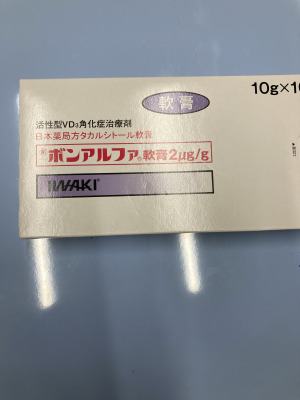 軟膏
10g×10
活性型VD₃角化症治療剤
日本薬局方タカルシトール軟膏
ボンアルファ®軟膏2μg/g
IWAKI